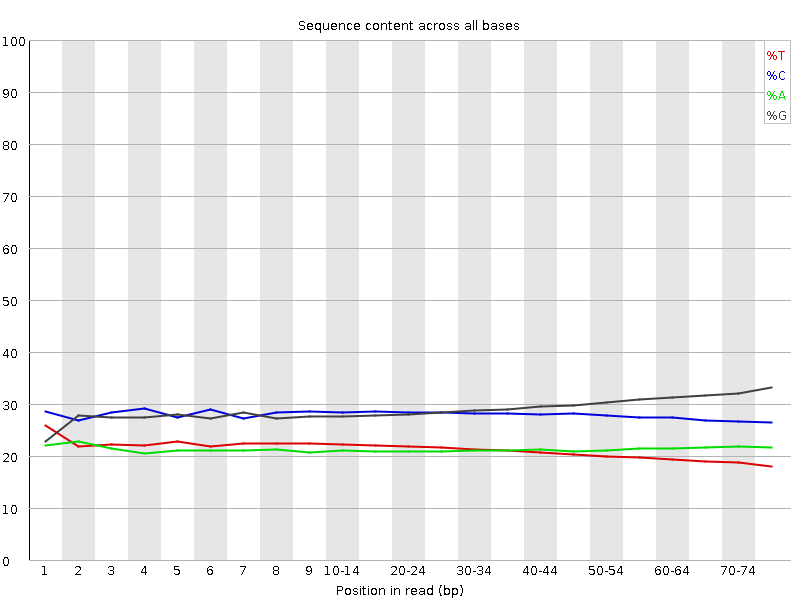 Sequence content across all bases
100
90
80
70
60
50
40
30
20
10
0
%T
%C
%A
%G
1 2 3 4 5 6 7 8 9 10-14 20-24 30-34 40-44 50-54 60-64 70-74
Position in read (bp)